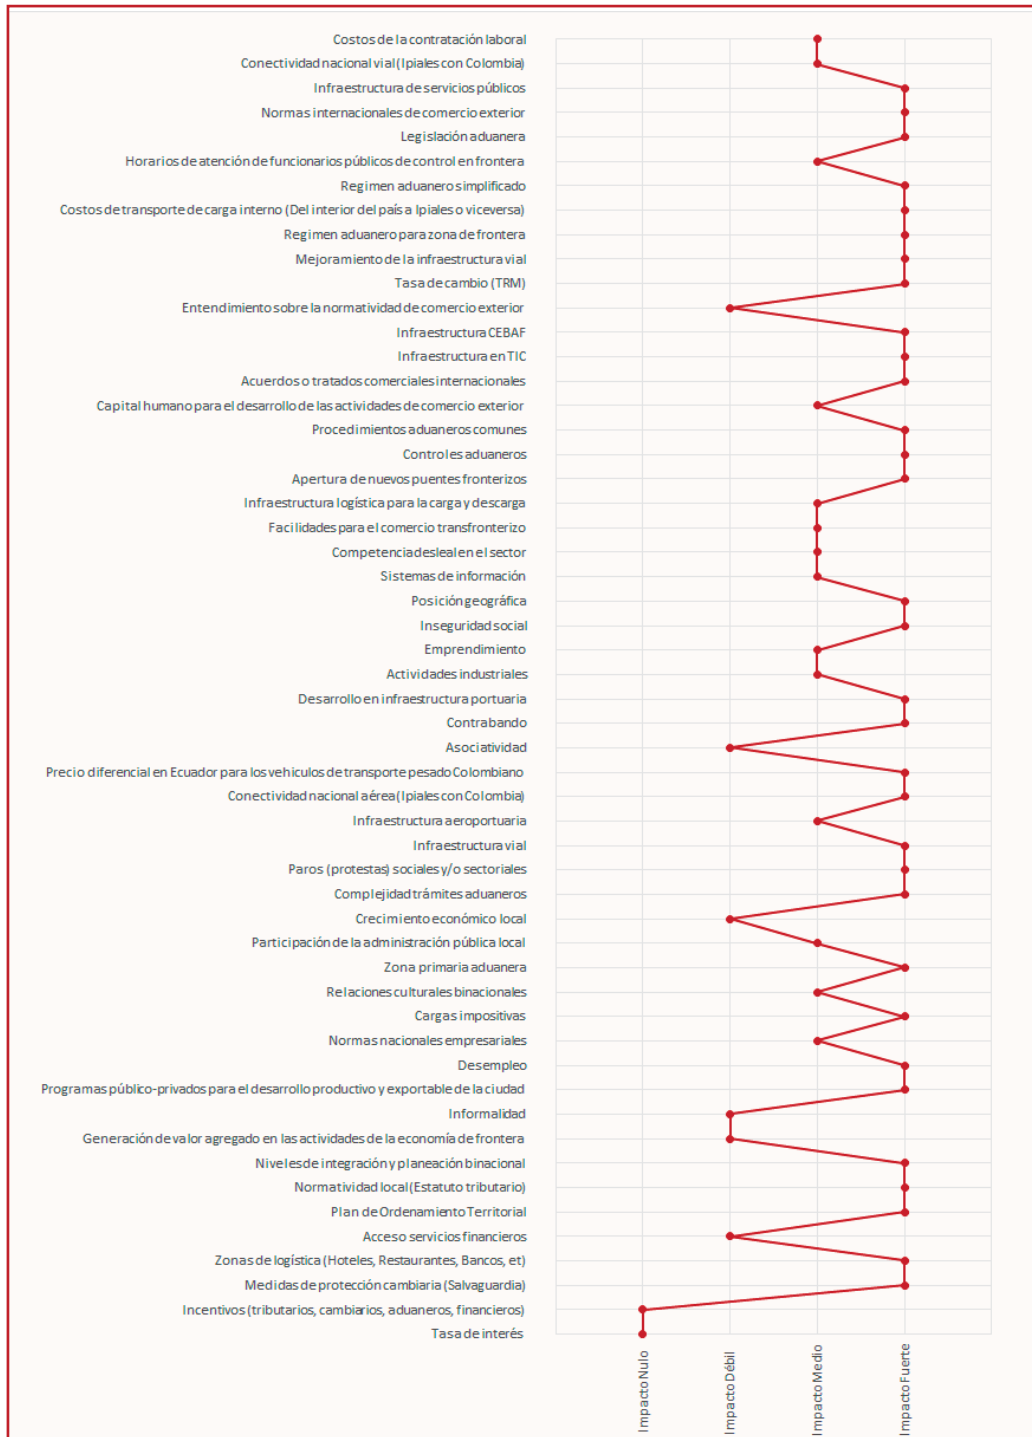 Costos de la contratación laboral
Conectividad nacional vial (Ipiales con Colombia)
Infraestructura de servicios públicos
Normas internacionales de comercio exterior
Legislación aduanera
Horarios de atención de funcionarios públicos de control en frontera
Regimen aduanero simplificado
Costos de transporte de carga interno (Del interior del país a Ipiales o viceversa)
Regimen aduanero para zona de frontera
Mejoramiento de la infraestructura vial
Tasa de cambio (TRM)
Entendimiento sobre la normatividad de comercio exterior
Infraestructura CEBAF
Infraestructura en TIC
Acuerdos o tratados comerciales internacionales
Capital humano para el desarrollo de las actividades de comercio exterior
Procedimientos aduaneros comunes
Controles aduaneros
Apertura de nuevos puentes fronterizos
Infraestructura logística para la carga y descarga
Facilidades para el comercio transfronterizo
Competencia desleal en el sector
Sistemas de información
Posición geográfica
Inseguridad social
Emprendimiento
Actividades industriales
Desarrollo en infraestructura portuaria
Contrabando
Asociatividad
Precio diferencial en Ecuador para los vehiculos de transporte pesado Colombiano
Conectividad nacional aérea (Ipiales con Colombia)
Infraestructura aeroportuaria
Infraestructura vial
Paros (protestas) sociales y/o sectoriales
Complejidad trámites aduaneros
Crecimiento económico local
Participación de la administración pública local
Zona primaria aduanera
Relaciones culturales binacionales
Cargas impositivas
Normas nacionales empresariales
Desempleo
Programas público-privados para el desarrollo productivo y exportable de la ciudad
Informalidad
Generación de valor agregado en las actividades de la economía de frontera
Niveles de integración y planeación binacional
Normatividad local (Estatuto tributario)
Plan de Ordenamiento Territorial
Acceso servicios financieros
Zonas de logística (Hoteles, Restaurantes, Bancos, et)
Medidas de protección cambiaria (Salvaguardia)
Incentivos (tributarios, cambiarios, aduaneros, financieros)
Tasa de interés
Impacto Nulo
Impacto Débil
Impacto Medio
Impacto Fuerte